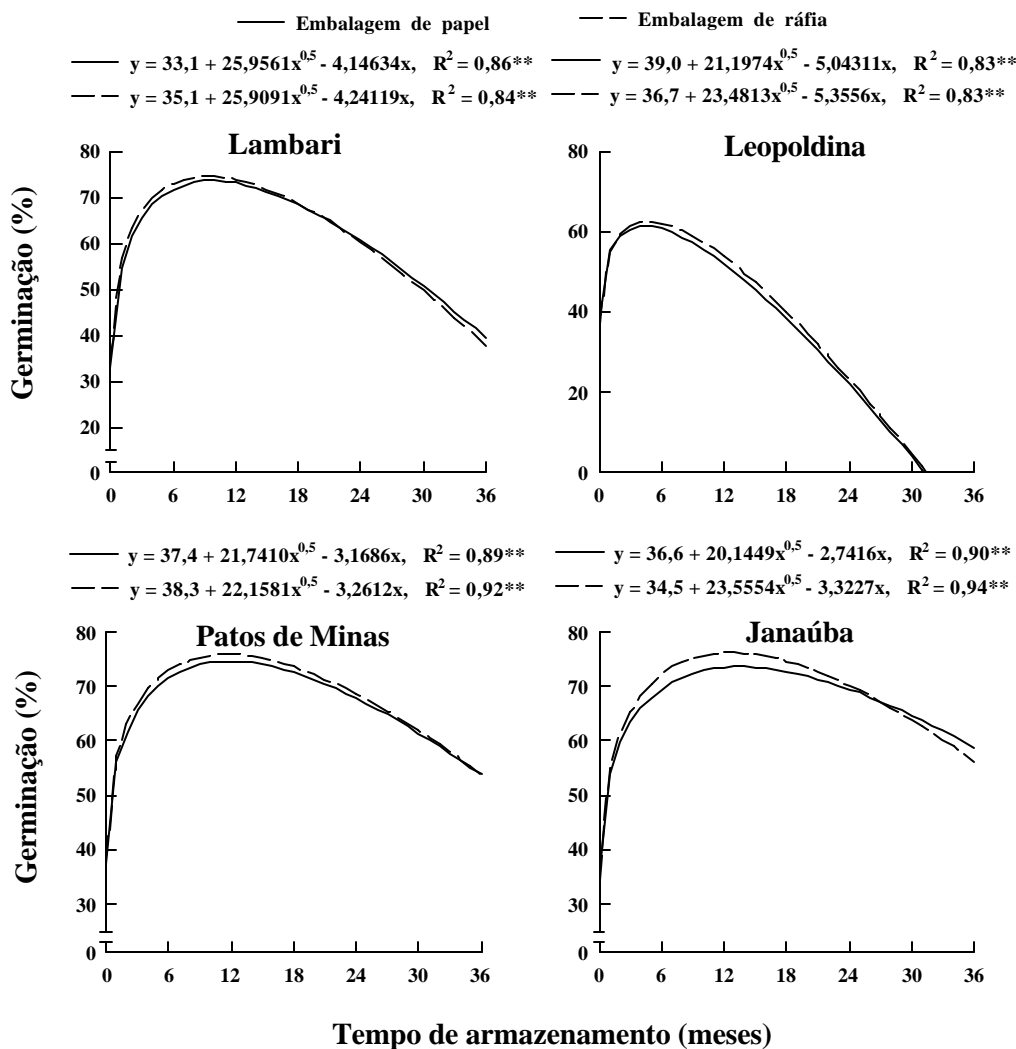 Embalagem de papel Embalagem de ráfia
y = 33,1 + 25,9561x^0,5 - 4,14634x, R^2 = 0,86** y = 39,0 + 21,1974x^0,5 - 5,04311x, R^2 = 0,83**
y = 35,1 + 25,9091x^0,5 - 4,24119x, R^2 = 0,84** y = 36,7 + 23,4813x^0,5 - 5,3556x, R^2 = 0,83**
Lambari
Germinação (%)
80
70
60
50
40
30
20
0
0 6 12 18 24 30 36
Leopoldina
80
60
40
20
0
0 6 12 18 24 30 36
y = 37,4 + 21,7410x^0,5 - 3,1686x, R^2 = 0,89** y = 36,6 + 20,1449x^0,5 - 2,7416x, R^2 = 0,90**
y = 38,3 + 22,1581x^0,5 - 3,2612x, R^2 = 0,92** y = 34,5 + 23,5554x^0,5 - 3,3227x, R^2 = 0,94**
Patos de Minas
Germinação (%)
80
70
60
50
40
30
0
0 6 12 18 24 30 36
Janaúba
80
70
60
50
40
30
0
0 6 12 18 24 30 36
Tempo de armazenamento (meses)